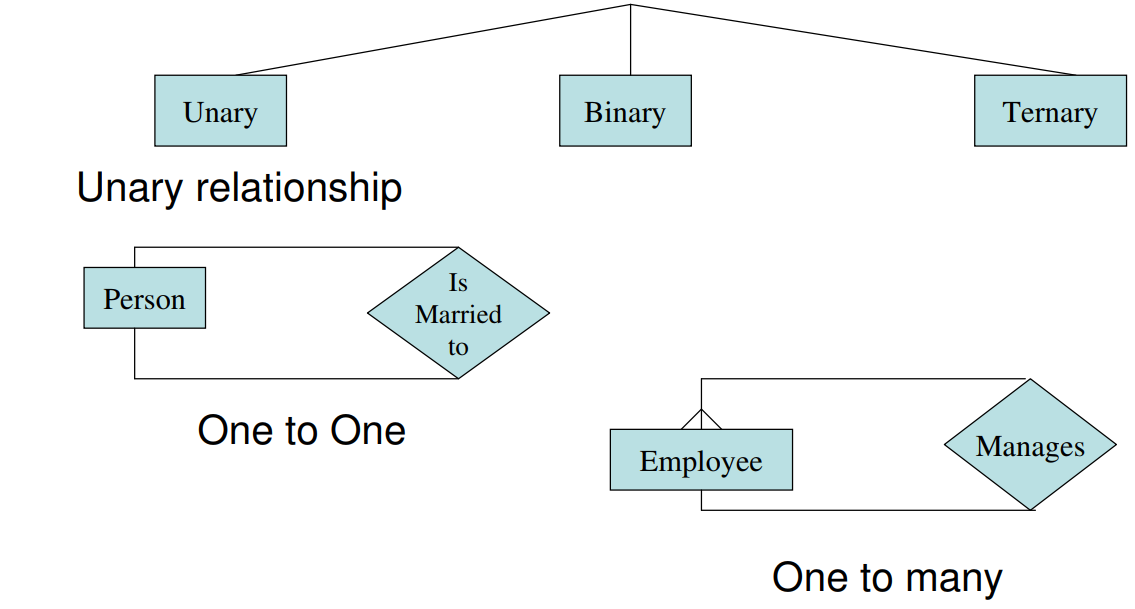 Unary
Binary
Ternary
Unary relationship
Person
Is
Married
to
One to One
Employee
Manages
One to many